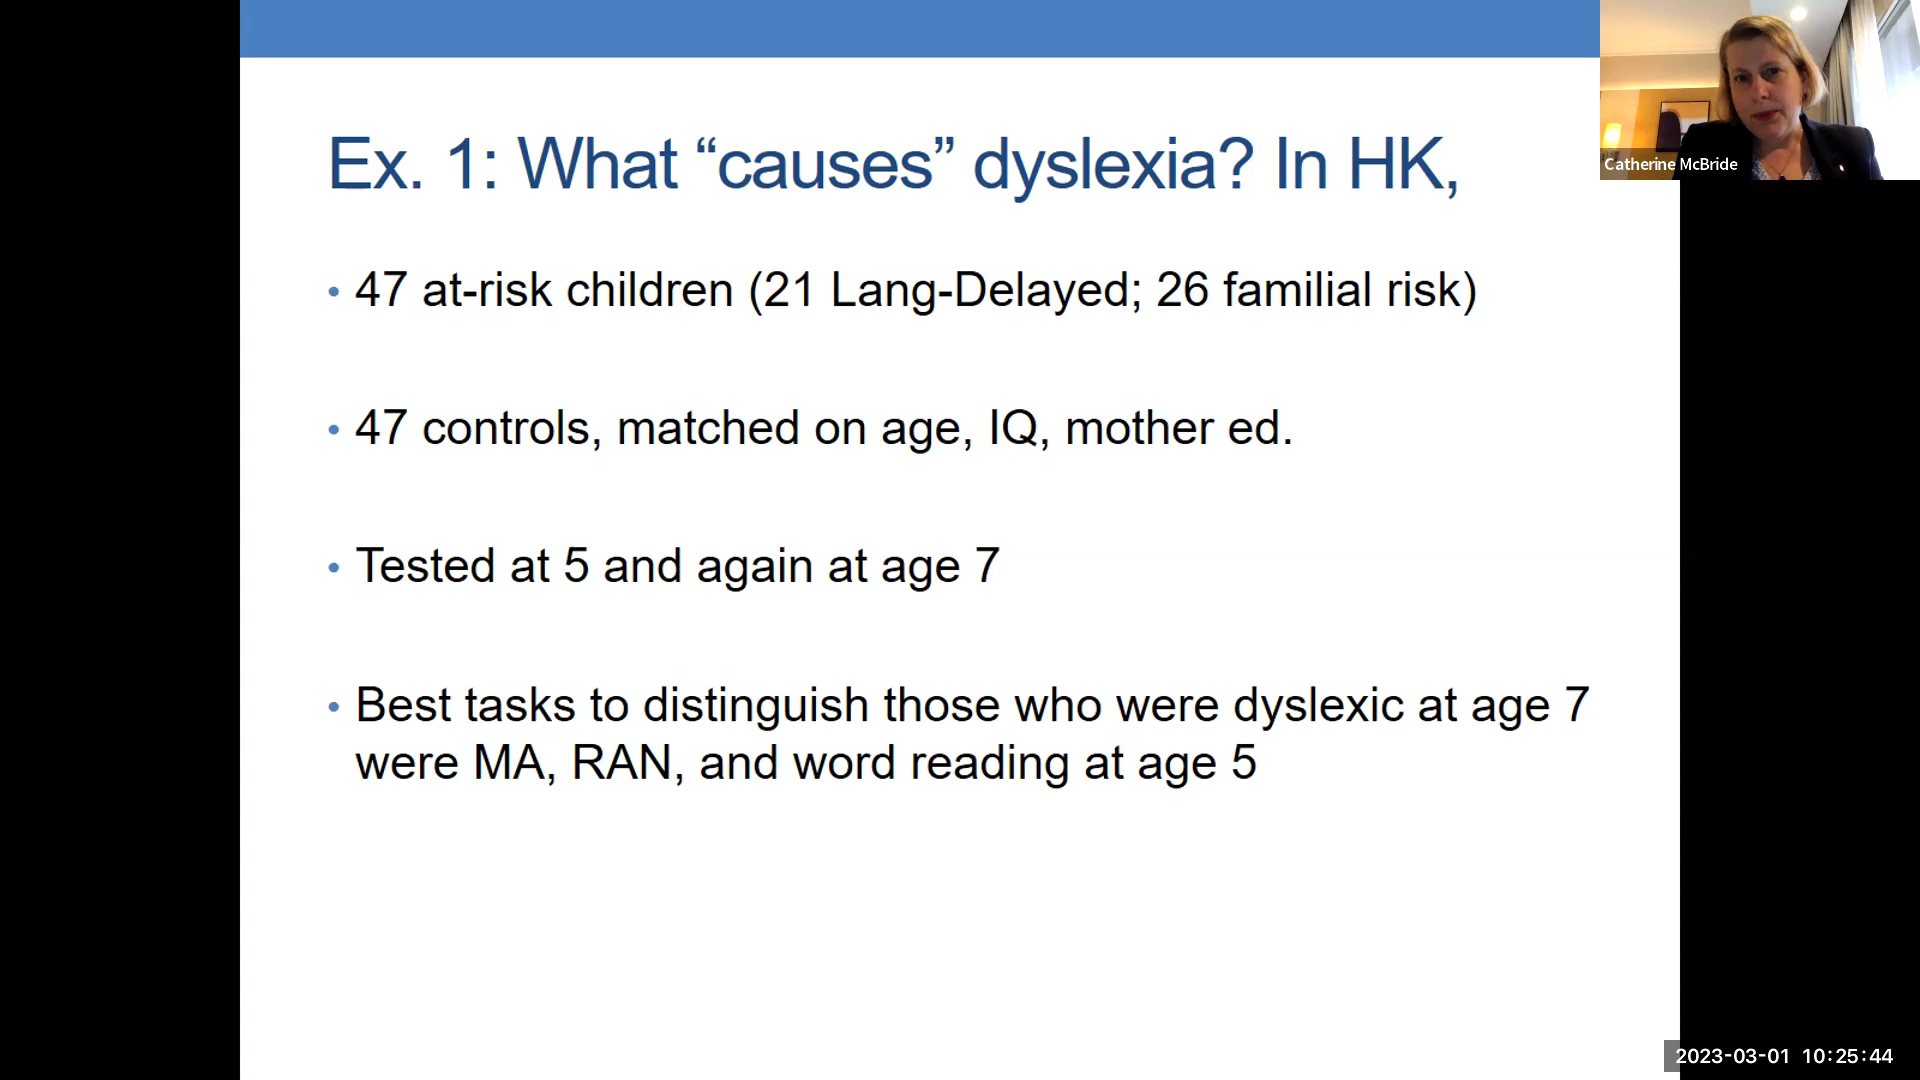 Ex. 1: What “causes” dyslexia? In HK,
Catherine McBride
• 47 at-risk children (21 Lang-Delayed; 26 familial risk)
• 47 controls, matched on age, IQ, mother ed.
• Tested at 5 and again at age 7
• Best tasks to distinguish those who were dyslexic at age 7
were MA, RAN, and word reading at age 5
2023-03-01 10:25:44